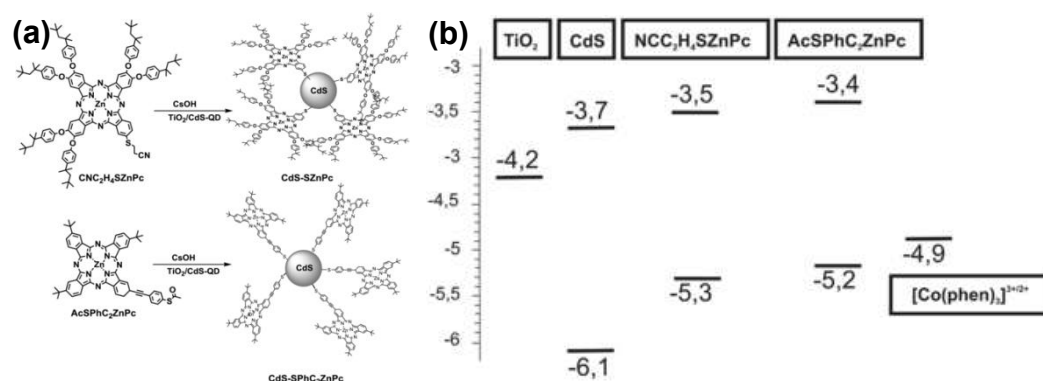 (a)
CsOH
TiO₂/CdS-QD
CdS
CNC₂H₄SZnPc
CdS-SZnPc
CsOH
TiO₂/CdS-QD
CdS
AcSPhC₂ZnPc
CdS-SPhC₂ZnPc
(b)
TiO₂ CdS NCC₂H₄SZnPc AcSPhC₂ZnPc
-3
-3,5
-3
-4,5
-5
-5,5
-6
-4,2
-3,7
-6,1
-3,5
-5,3
-3,4
-5,2
-4,9
[Co(phen)₃]³⁺/²⁺